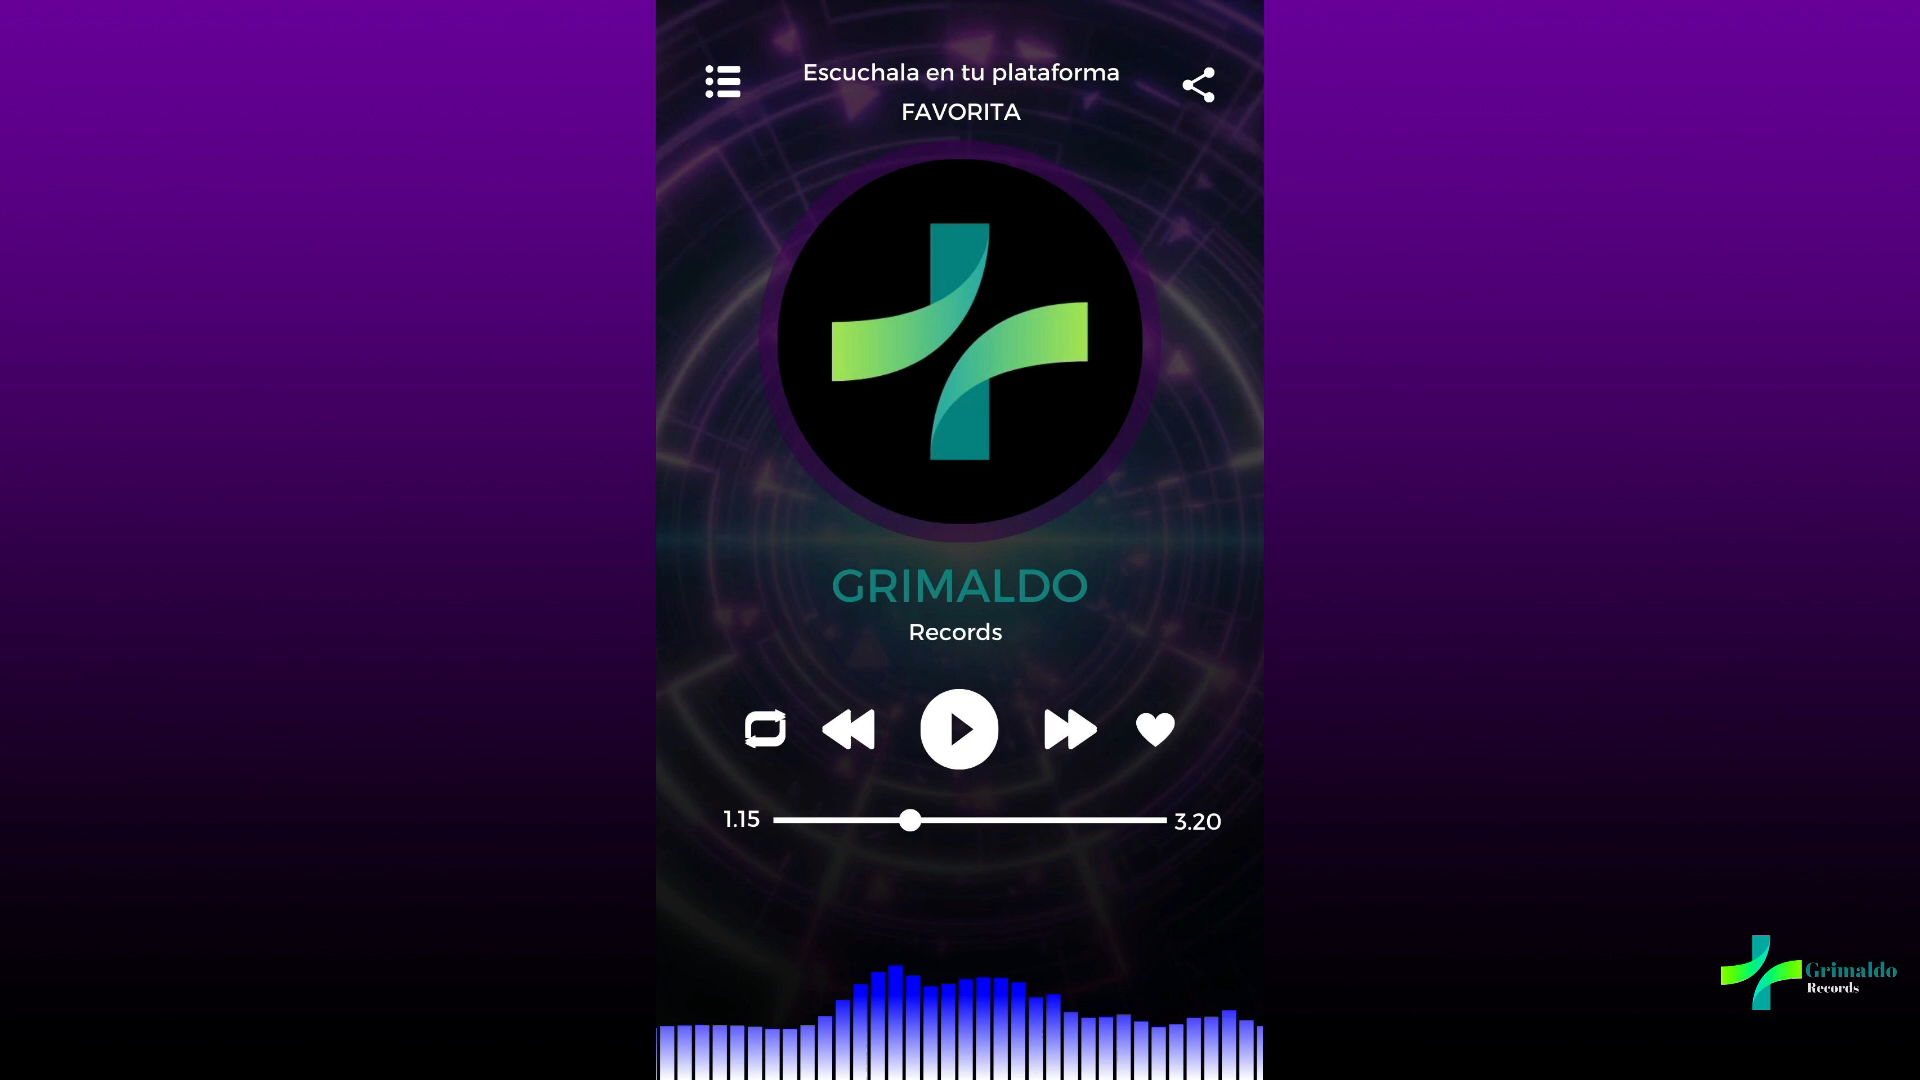 Escuchala en tu plataforma
FAVORITA
GRIMALDO
Records
1.15
3.20
Grimaldo
Records